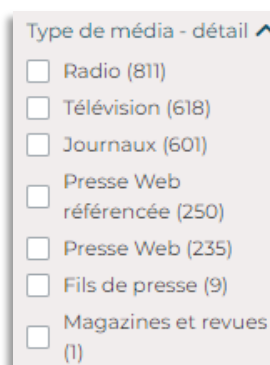 Type de média - détail
Radio (811)
Télévision (618)
Journaux (601)
Presse Web
référencée (250)
Presse Web (235)
Fils de presse (9)
Magazines et revues
(1)